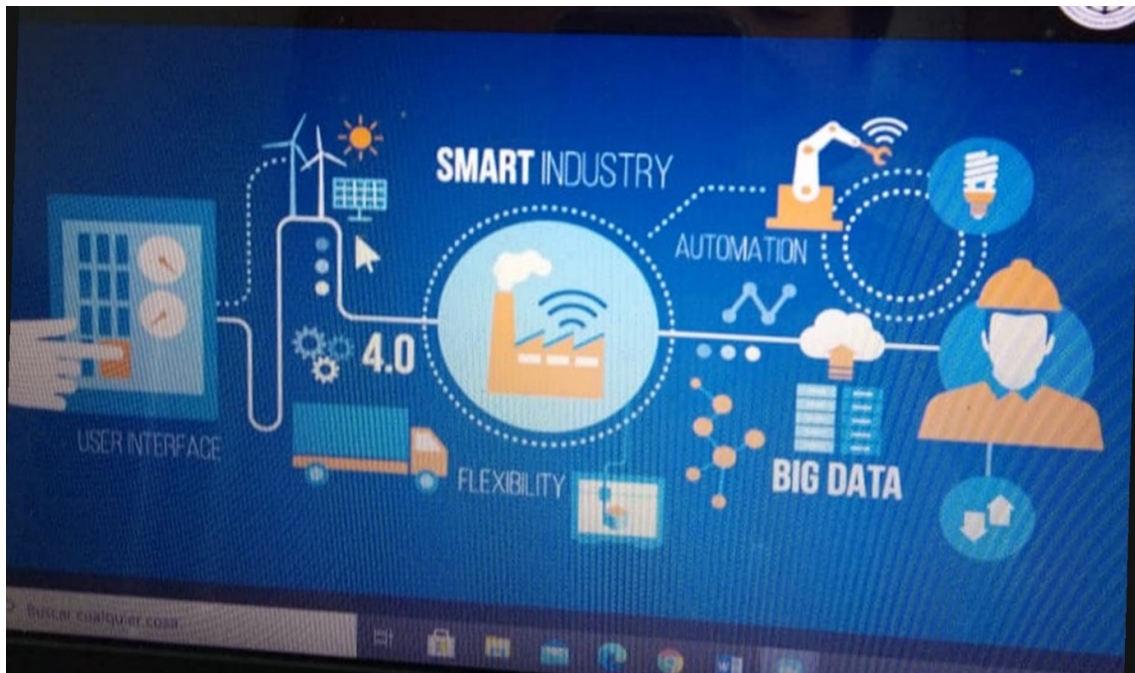 SMART INDUSTRY
AUTOMATION
4.0
USER INTERFACE
FLEXIBILITY
BIG DATA
Buscar cualquier cosa